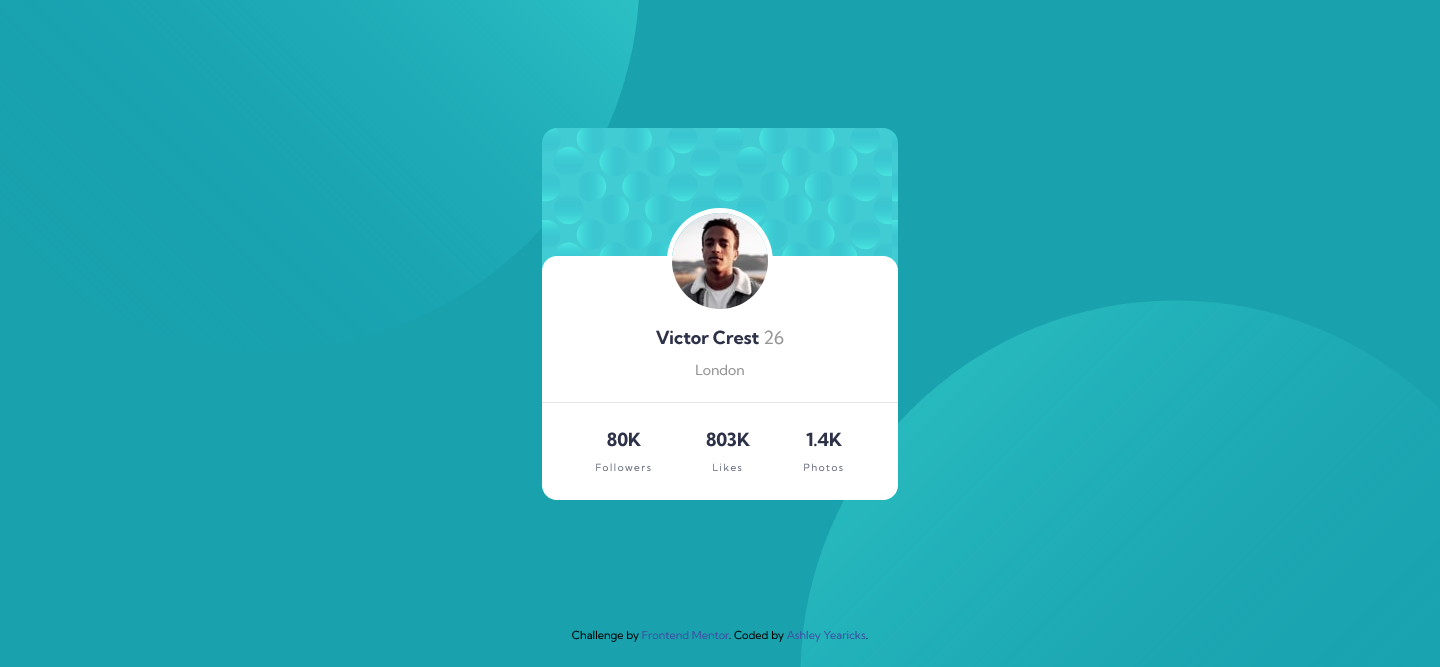 Victor Crest 26
London
80K 803K 1.4K
Followers Likes Photos
Challenge by Frontend Mentor. Coded by Ashley Yearicks.